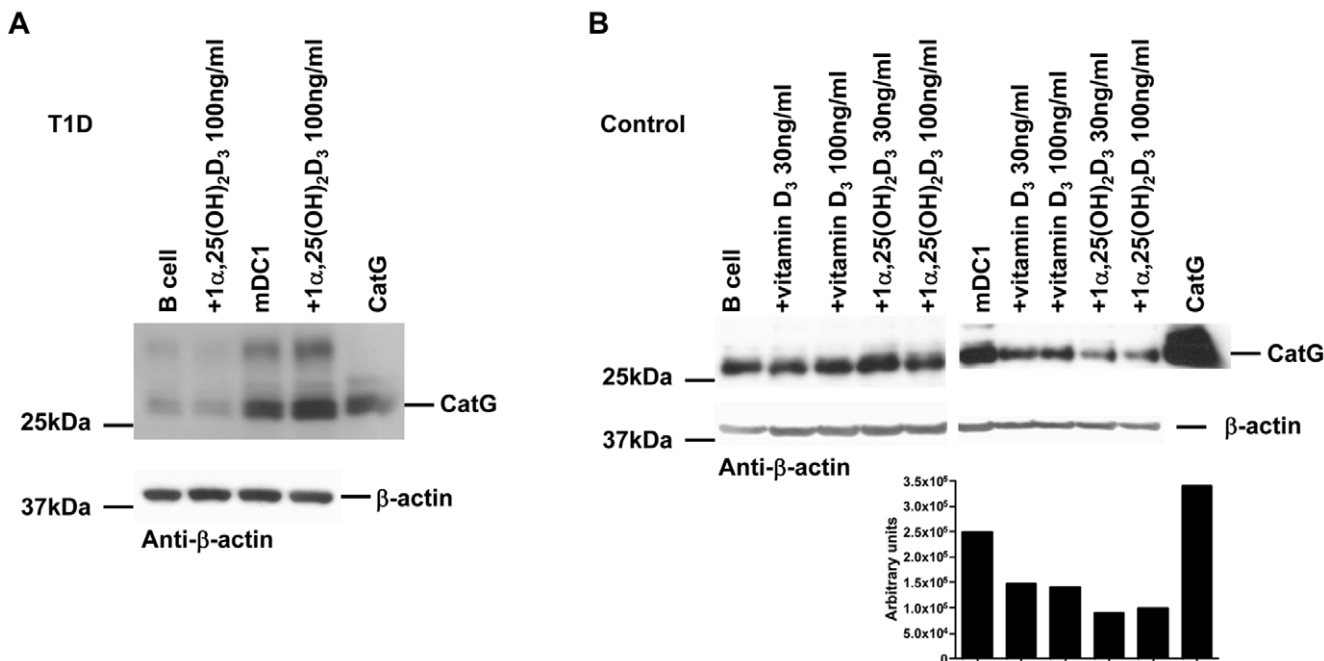 A
T1D
B cell
+1α,25(OH)₂D₃ 100ng/ml
mDC1
+1α,25(OH)₂D₃ 100ng/ml
CatG
CatG
25kDa
β-actin
37kDa
Anti-β-actin
B
Control
B cell
+vitamin D₃ 30ng/ml
+vitamin D₃ 100ng/ml
+1α,25(OH)₂D₃ 30ng/ml
+1α,25(OH)₂D₃ 100ng/ml
mDC1
+vitamin D₃ 30ng/ml
+vitamin D₃ 100ng/ml
+1α,25(OH)₂D₃ 30ng/ml
+1α,25(OH)₂D₃ 100ng/ml
CatG
CatG
25kDa
β-actin
37kDa
Anti-β-actin
Arbitrary units
3.5x10⁵
3.0x10⁵
2.5x10⁵
2.0x10⁵
1.5x10⁵
1.0x10⁵
5.0x10⁴
0